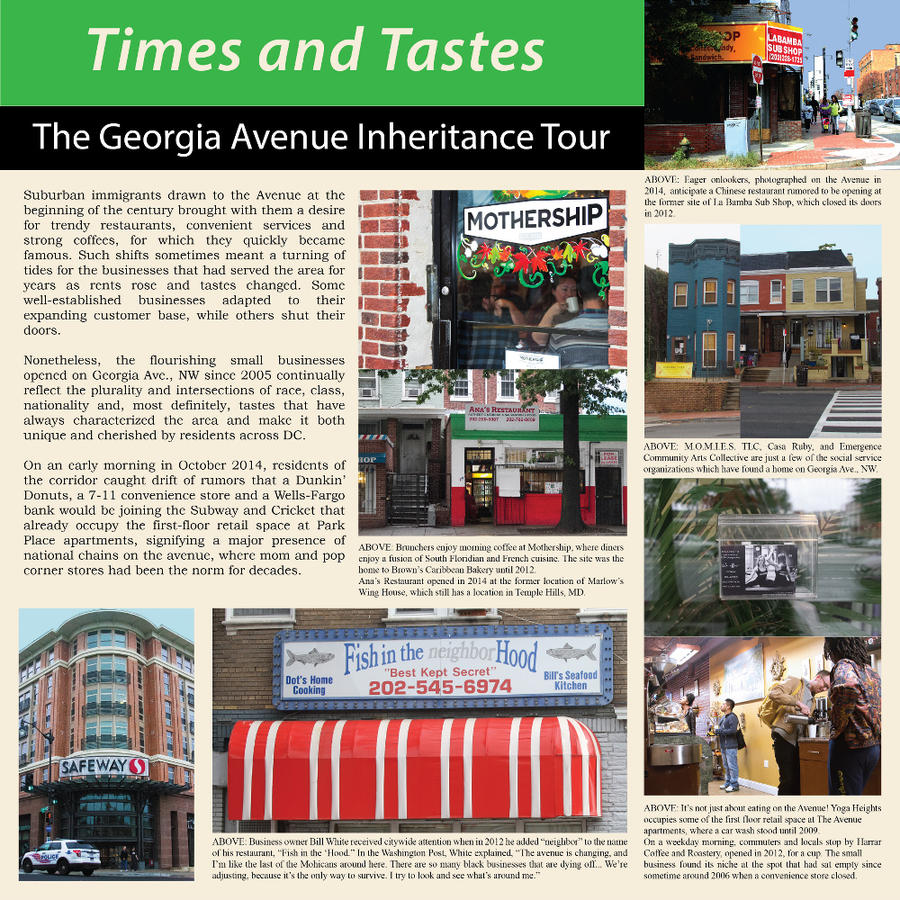 Times and Tastes
The Georgia Avenue Inheritance Tour
Suburban immigrants drawn to the Avenue at the
beginning of the century brought with them a desire
for trendy restaurants, convenient services and
strong coffees, for which they quickly became
famous. Such shifts sometimes meant a turning of
tides for the businesses that had served the area for
years as rents rose and tastes changed. Some
well-established businesses adapted to their
expanding customer base, while others shut their
doors.
Nonetheless, the flourishing small businesses
opened on Georgia Ave., NW since 2005 continually
reflect the plurality and intersections of race, class,
nationality and, most definitely, tastes that have
always characterized the area and make it both
unique and cherished by residents across DC.
On an early morning in October 2014, residents of
the corridor caught drift of rumors that a Dunkin'
Donuts, a 7-11 convenience store and a Wells-Fargo
bank would be joining the Subway and Cricket that
already occupy the first-floor retail space at Park
Place apartments, signifying a major presence of
national chains on the avenue, where mom and pop
corner stores had been the norm for decades.
MOTHERSHIP
ANA'S RESTAURANT
ABOVE: Brunchers enjoy morning coffee at Mothership, where diners
enjoy a fusion of South Floridian and French cuisine. The site was the
home to Brown's Caribbean Bakery until 2012.
Ana's Restaurant opened in 2014 at the former location of Marlow's
Wing House, which still has a location in Temple Hills, MD.
LABAMBA
SUB SHOP
ABOVE: Eager onlookers, photographed on the Avenue in
2014, anticipate a Chinese restaurant rumored to be opening at
the former site of La Bamba Sub Shop, which closed its doors
in 2012.
ABOVE: M.O.M.I.E.S. TLC, Casa Ruby, and Emergence
Community Arts Collective are just a few of the social service
organizations which have found a home on Georgia Ave., NW.
SAFEWAY
POLICE
Fish in the neighborHood
"Best Kept Secret"
Dot's Home
Cooking
202-545-6974
Bill's Seafood
Kitchen
ABOVE: Business owner Bill White received citywide attention when in 2012 he added "neighbor" to the name
of his restaurant, "Fish in the 'Hood." In the Washington Post, White explained, "The avenue is changing, and
I'm like the last of the Mohicans around here. There are so many black businesses that are dying off... We're
adjusting, because it's the only way to survive. I try to look and see what's around me."
ABOVE: It's not just about eating on the Avenue! Yoga Heights
occupies some of the first floor retail space at The Avenue
apartments, where a car wash stood until 2009.
On a weekday morning, commuters and locals stop by Harrar
Coffee and Roastery, opened in 2012, for a cup. The small
business found its niche at the spot that had sat empty since
sometime around 2006 when a convenience store closed.